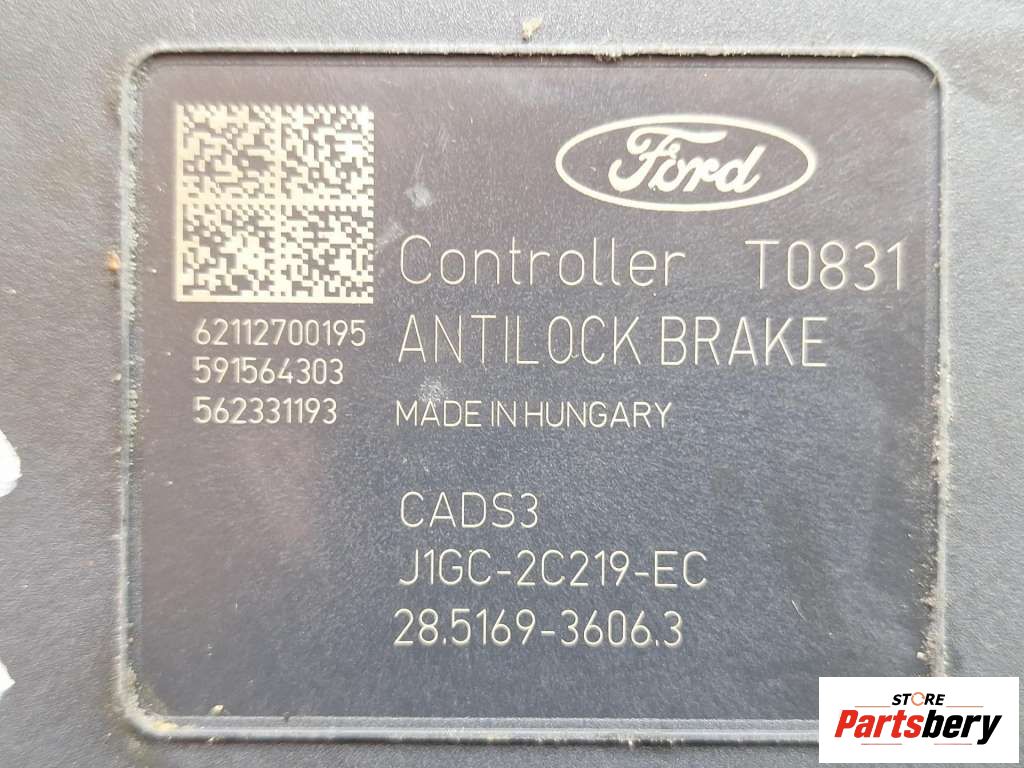 Ford
Controller T0831
ANTILOCK BRAKE
MADE IN HUNGARY
62112700195
591564303
562331193
CADS3
J1GC-2C219-EC
28.5169-3606.3
STORE
Partsbery